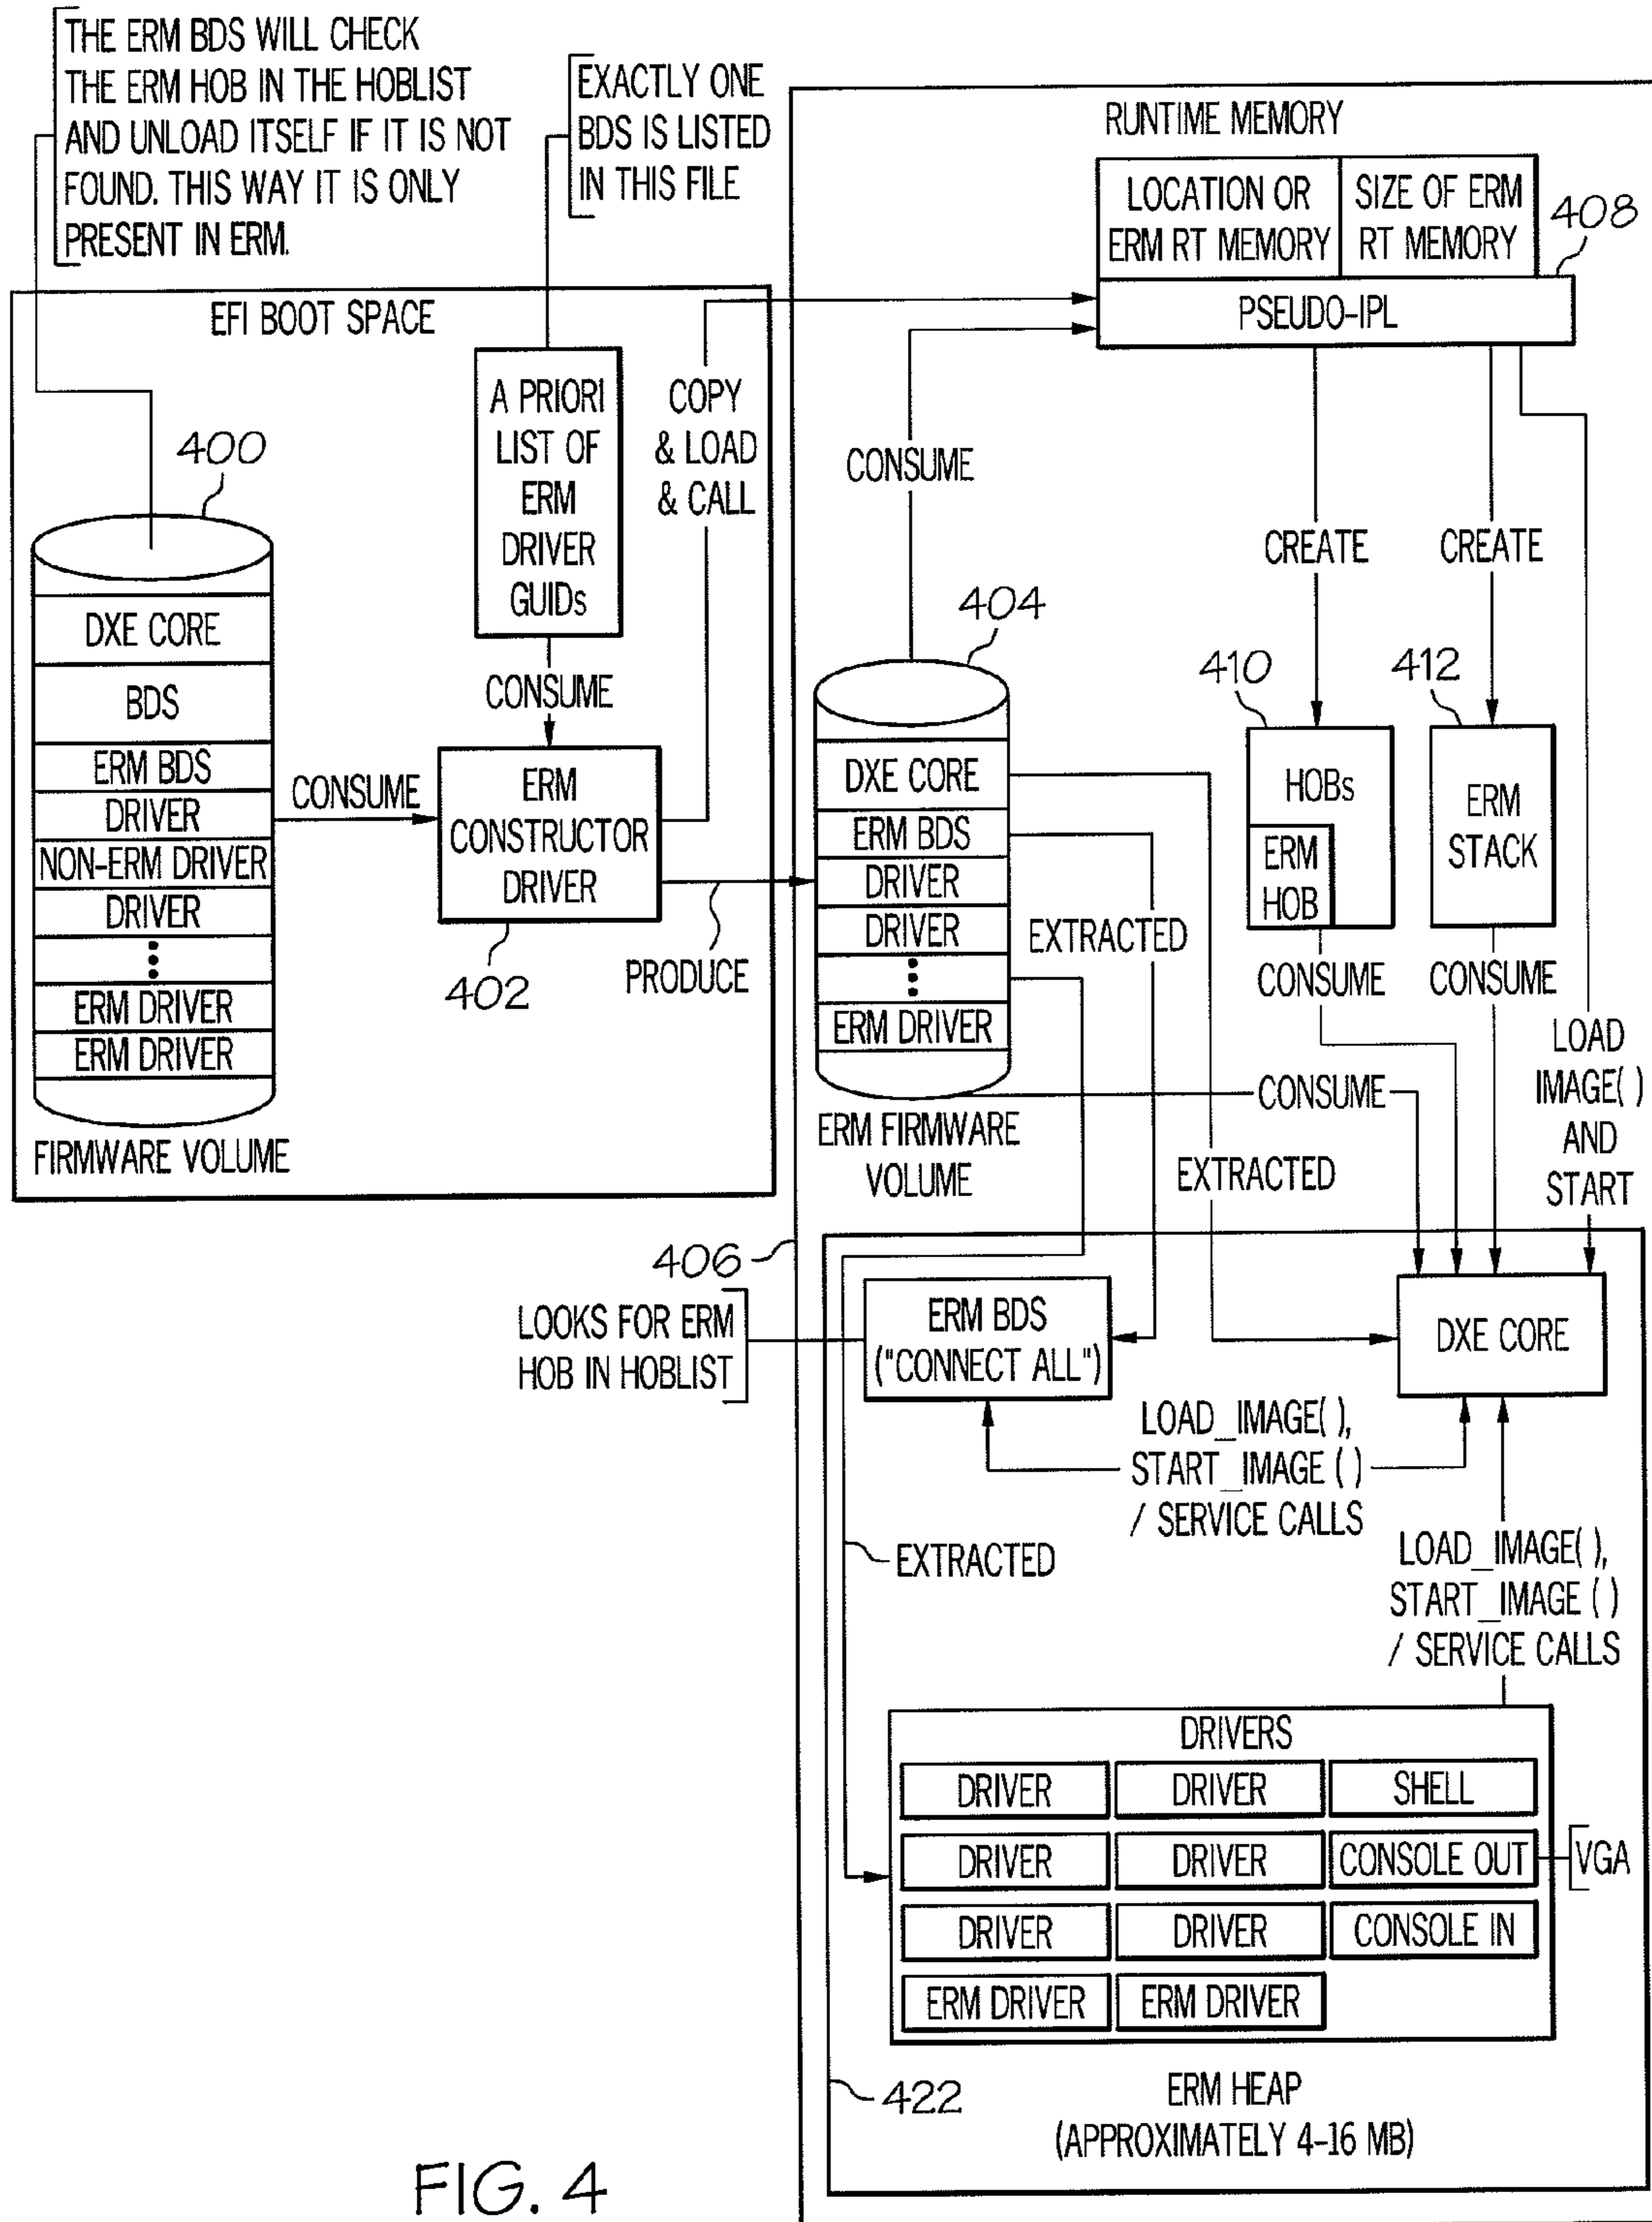 THE ERM BDS WILL CHECK
THE ERM HOB IN THE HOBLIST
AND UNLOAD ITSELF IF IT IS NOT
FOUND. THIS WAY IT IS ONLY
PRESENT IN ERM.
EXACTLY ONE
BDS IS LISTED
IN THIS FILE
EFI BOOT SPACE
400
DXE CORE
BDS
ERM BDS
DRIVER
NON-ERM DRIVER
DRIVER
ERM DRIVER
ERM DRIVER
FIRMWARE VOLUME
CONSUME
A PRIORI
LIST OF
ERM
DRIVER
GUIDs
CONSUME
ERM
CONSTRUCTOR
DRIVER
402
COPY
& LOAD
& CALL
PRODUCE
RUNTIME MEMORY
LOCATION OR
ERM RT MEMORY
SIZE OF ERM
RT MEMORY
408
PSEUDO-IPL
CONSUME
CREATE
CREATE
404
DXE CORE
ERM BDS
DRIVER
DRIVER
ERM DRIVER
ERM FIRMWARE
VOLUME
410
HOBs
ERM
HOB
412
ERM
STACK
EXTRACTED
CONSUME
CONSUME
CONSUME
EXTRACTED
LOAD
IMAGE( )
AND
START
406
LOOKS FOR ERM
HOB IN HOBLIST
ERM BDS
("CONNECT ALL")
DXE CORE
LOAD_IMAGE( ),
START_IMAGE ( )
/ SERVICE CALLS
EXTRACTED
LOAD_IMAGE( ),
START_IMAGE ( )
/ SERVICE CALLS
DRIVERS
DRIVER DRIVER SHELL
DRIVER DRIVER CONSOLE OUT VGA
DRIVER DRIVER CONSOLE IN
ERM DRIVER ERM DRIVER
422
ERM HEAP
(APPROXIMATELY 4-16 MB)
FIG. 4